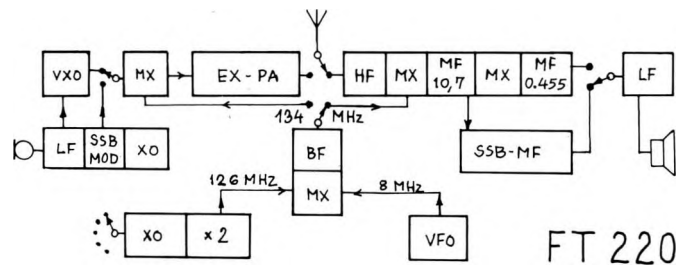 VXO
MX
EX-PA
HF
MX
MF 10,7
MX
MF 0.455
LF
134 MHz
LF
SSB MOD
XO
BF
SSB-MF
126 MHz
MX
8 MHz
XO
x2
VFO
FT 220